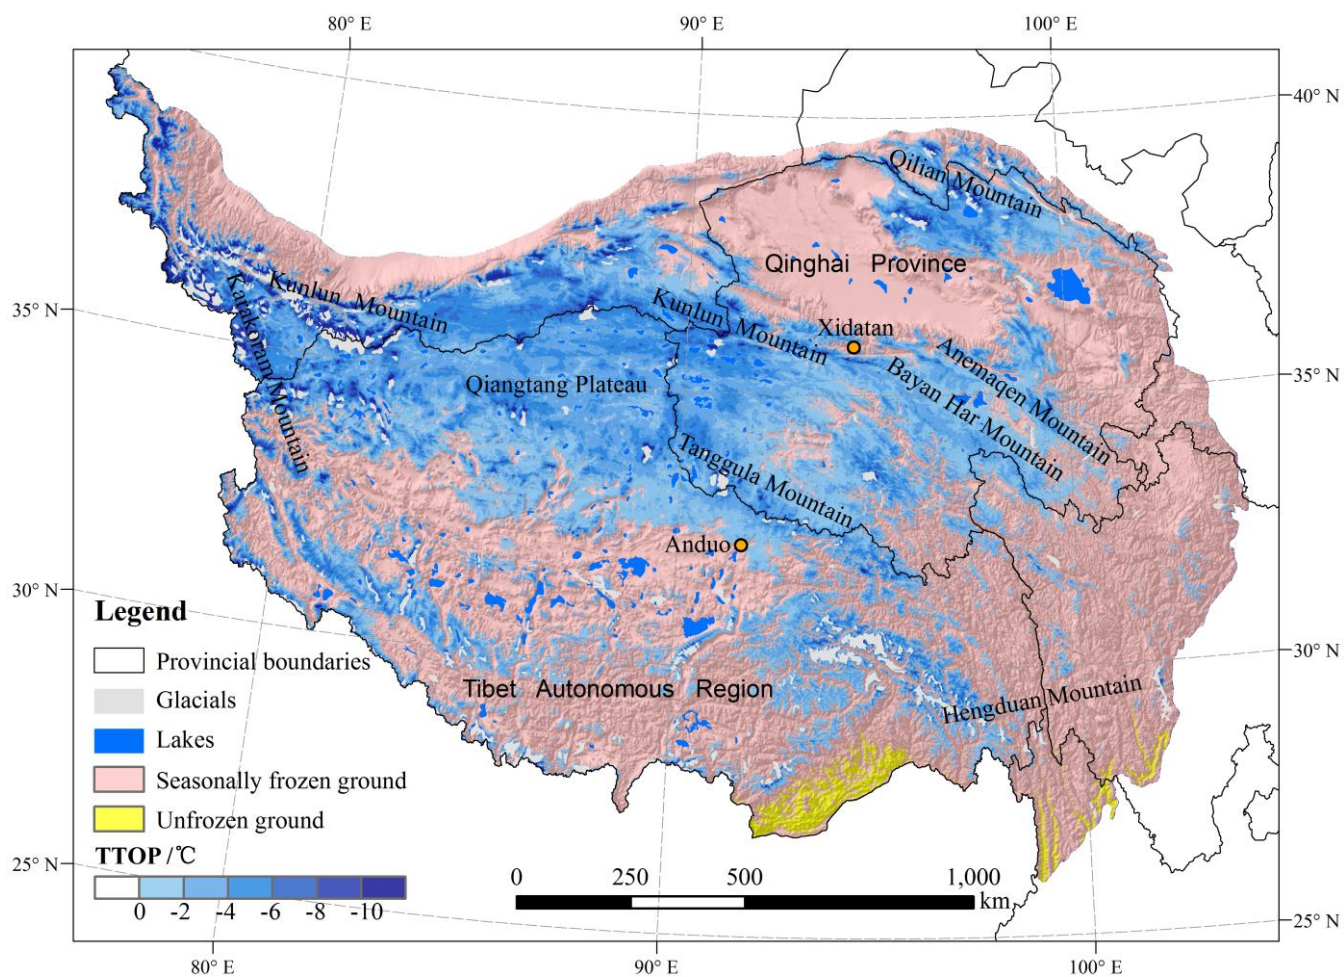 80° E
90° E
100° E
40° N
Qilian Mountain
Qinghai Province
Karakoram Mountain
Kunlun Mountain
35° N
Kunlun Mountain
Xidatan
Anemaqen Mountain
Bayan Har Mountain
35° N
Qiangtang Plateau
Tanggula Mountain
Anduo
30° N
30° N
Tibet Autonomous Region
Hengduan Mountain
Legend
Provincial boundaries
Glacials
Lakes
Seasonally frozen ground
Unfrozen ground
TTOP /℃
0 -2 -4 -6 -8 -10
0 250 500 1,000
km
25° N
25° N
80° E
90° E
100° E